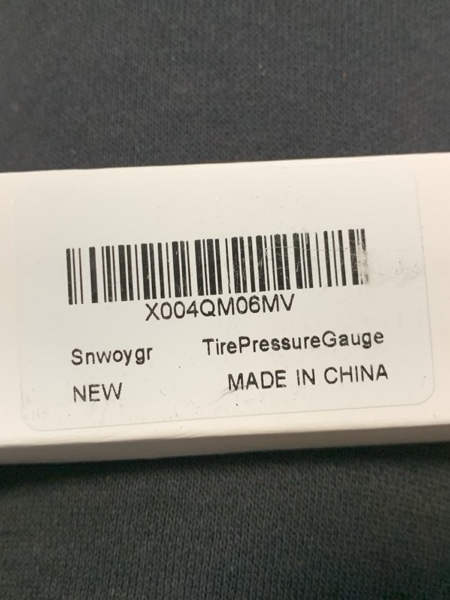 X004QM06MV
Snwoygr TirePressureGauge
NEW MADE IN CHINA